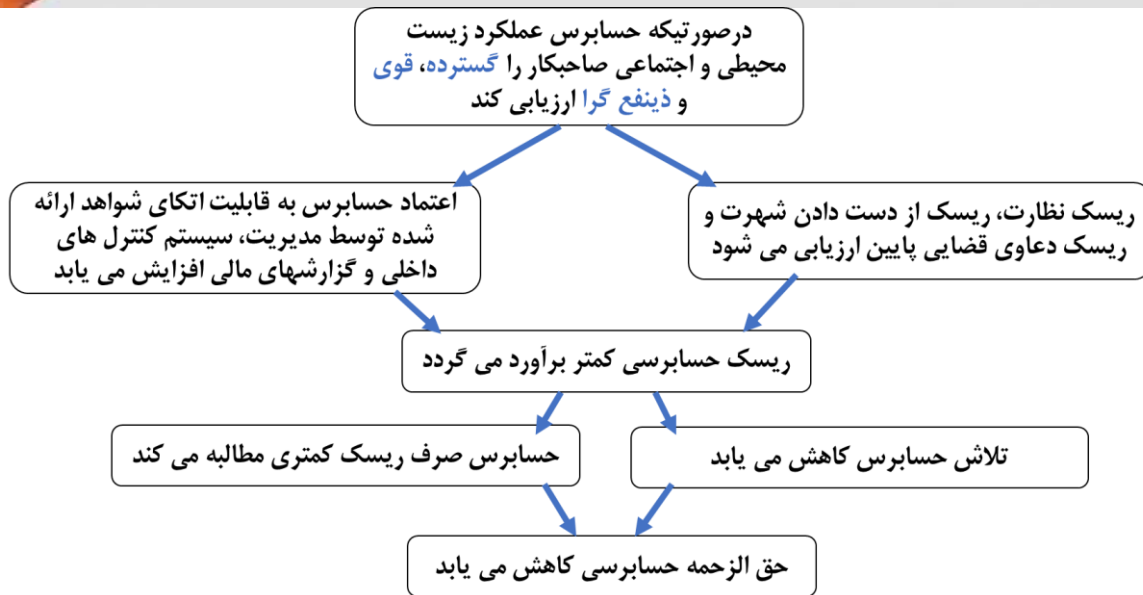 درصورتیکه حسابرس عملکرد زیست
محیطی و اجتماعی صاحبکار را گسترده، قوی
و ذینفع گرا ارزیابی کند
ریسک نظارت، ریسک از دست دادن شهرت و
ریسک دعاوی قضایی پایین ارزیابی می شود
اعتماد حسابرس به قابلیت اتکای شواهد ارائه
شده توسط مدیریت، سیستم کنترل های
داخلی و گزارشهای مالی افزایش می یابد
ریسک حسابرسی کمتر برآورد می گردد
تلاش حسابرس کاهش می یابد
حسابرس صرف ریسک کمتری مطالبه می کند
حق الزحمه حسابرسی کاهش می یابد